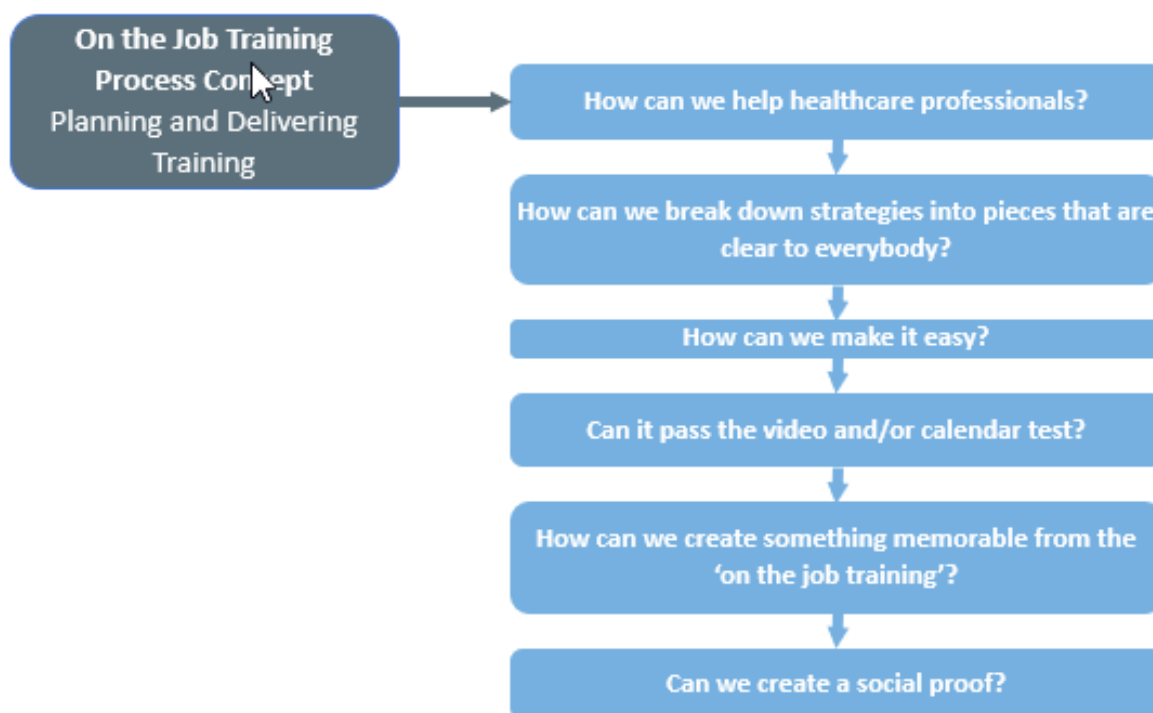 On the Job Training
Process Concept
Planning and Delivering
Training
How can we help healthcare professionals?
How can we break down strategies into pieces that are
clear to everybody?
How can we make it easy?
Can it pass the video and/or calendar test?
How can we create something memorable from the
‘on the job training’?
Can we create a social proof?